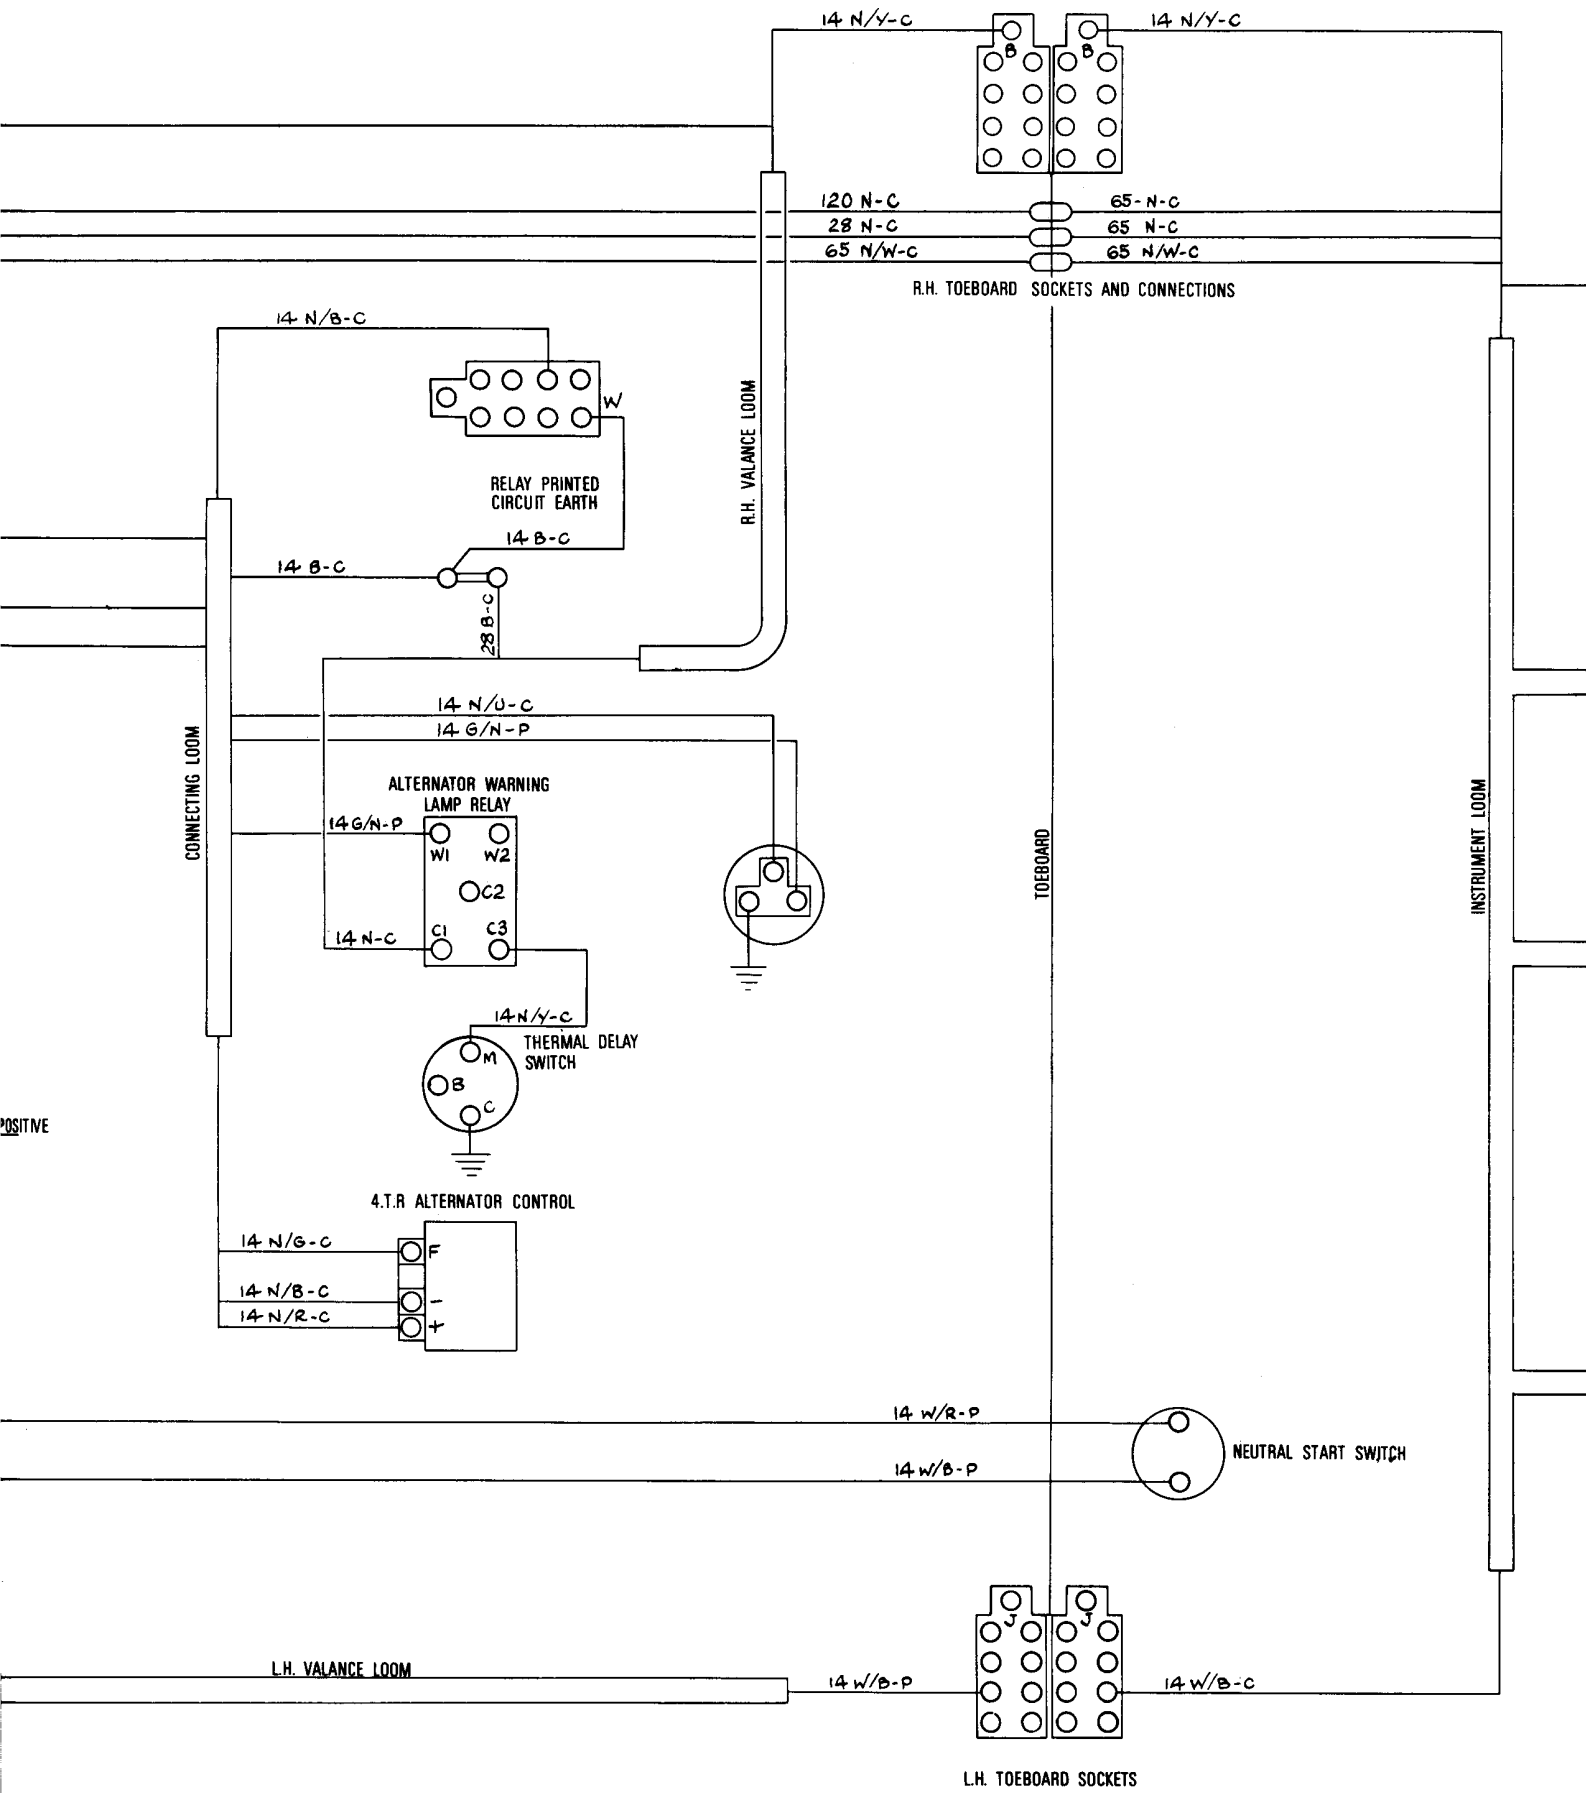 14 N/Y-C
14 N/Y-C
B
B
120 N-C
65-N-C
28 N-C
65 N-C
65 N/W-C
65 N/W-C
R.H. TOEBOARD SOCKETS AND CONNECTIONS
14 N/B-C
W
R.H. VALANCE LOOM
RELAY PRINTED
CIRCUIT EARTH
14 B-C
14 B-C
28 B-C
14 N/U-C
14 G/N-P
CONNECTING LOOM
ALTERNATOR WARNING
LAMP RELAY
14 G/N-P
W1
W2
C2
C1
C3
14 N-C
TOEBOARD
INSTRUMENT LOOM
14 N/Y-C
THERMAL DELAY
SWITCH
M
B
C
POSITIVE
4.T.R ALTERNATOR CONTROL
14 N/G-C
F
14 N/B-C
-
14 N/R-C
+
14 W/R-P
NEUTRAL START SWITCH
14 W/B-P
J
J
L.H. VALANCE LOOM
14 W/B-P
14 W/B-C
L.H. TOEBOARD SOCKETS